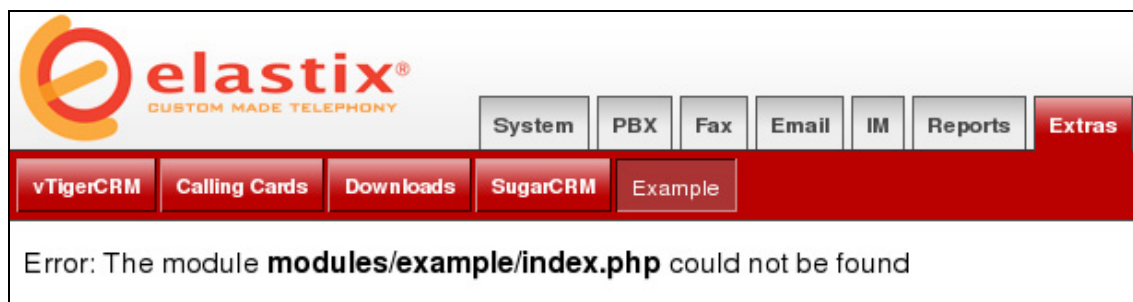 elastix®
CUSTOM MADE TELEPHONY
System PBX Fax Email IM Reports Extras
vTigerCRM Calling Cards Downloads SugarCRM Example
Error: The module modules/example/index.php could not be found